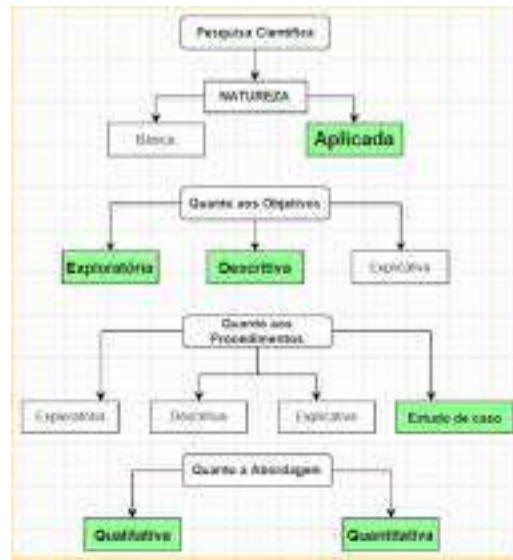 Pesquisa Científica
NATUREZA
Básica
Aplicada
Quanto aos Objetivos
Exploratória
Descritiva
Explicativa
Quanto aos
Procedimentos
Exploratória
Descritiva
Explicativa
Estudo de caso
Quanto a Abordagem
Qualitativa
Quantitativa